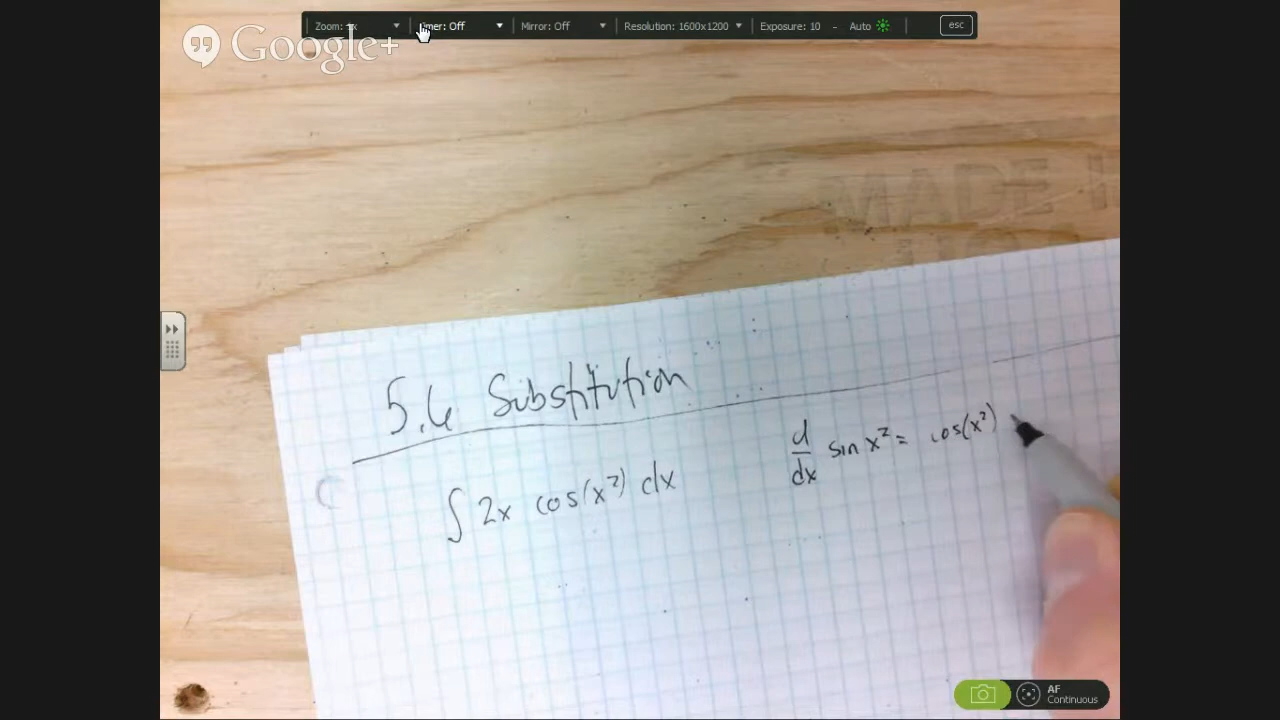 Zoom: 1x Timer: Off Mirror: Off Resolution: 1600x1200 Exposure: 10 - Auto esc
Google+
MADE I
5.6 Substitution
d/dx sin x² = cos(x²)
∫ 2x cos(x²) dx
AF
Continuous